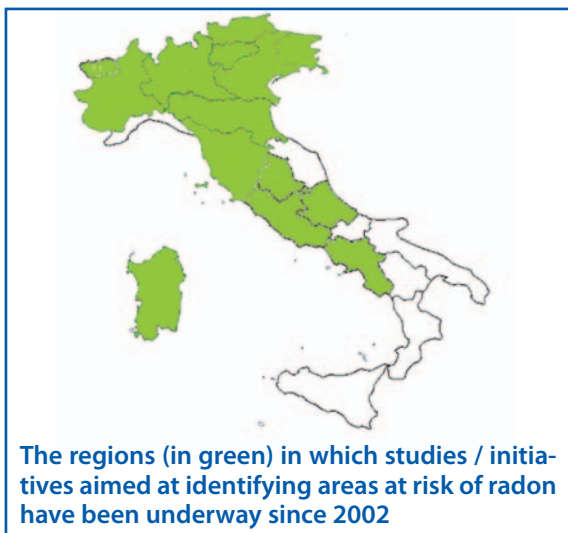 The regions (in green) in which studies / initia-
tives aimed at identifying areas at risk of radon
have been underway since 2002